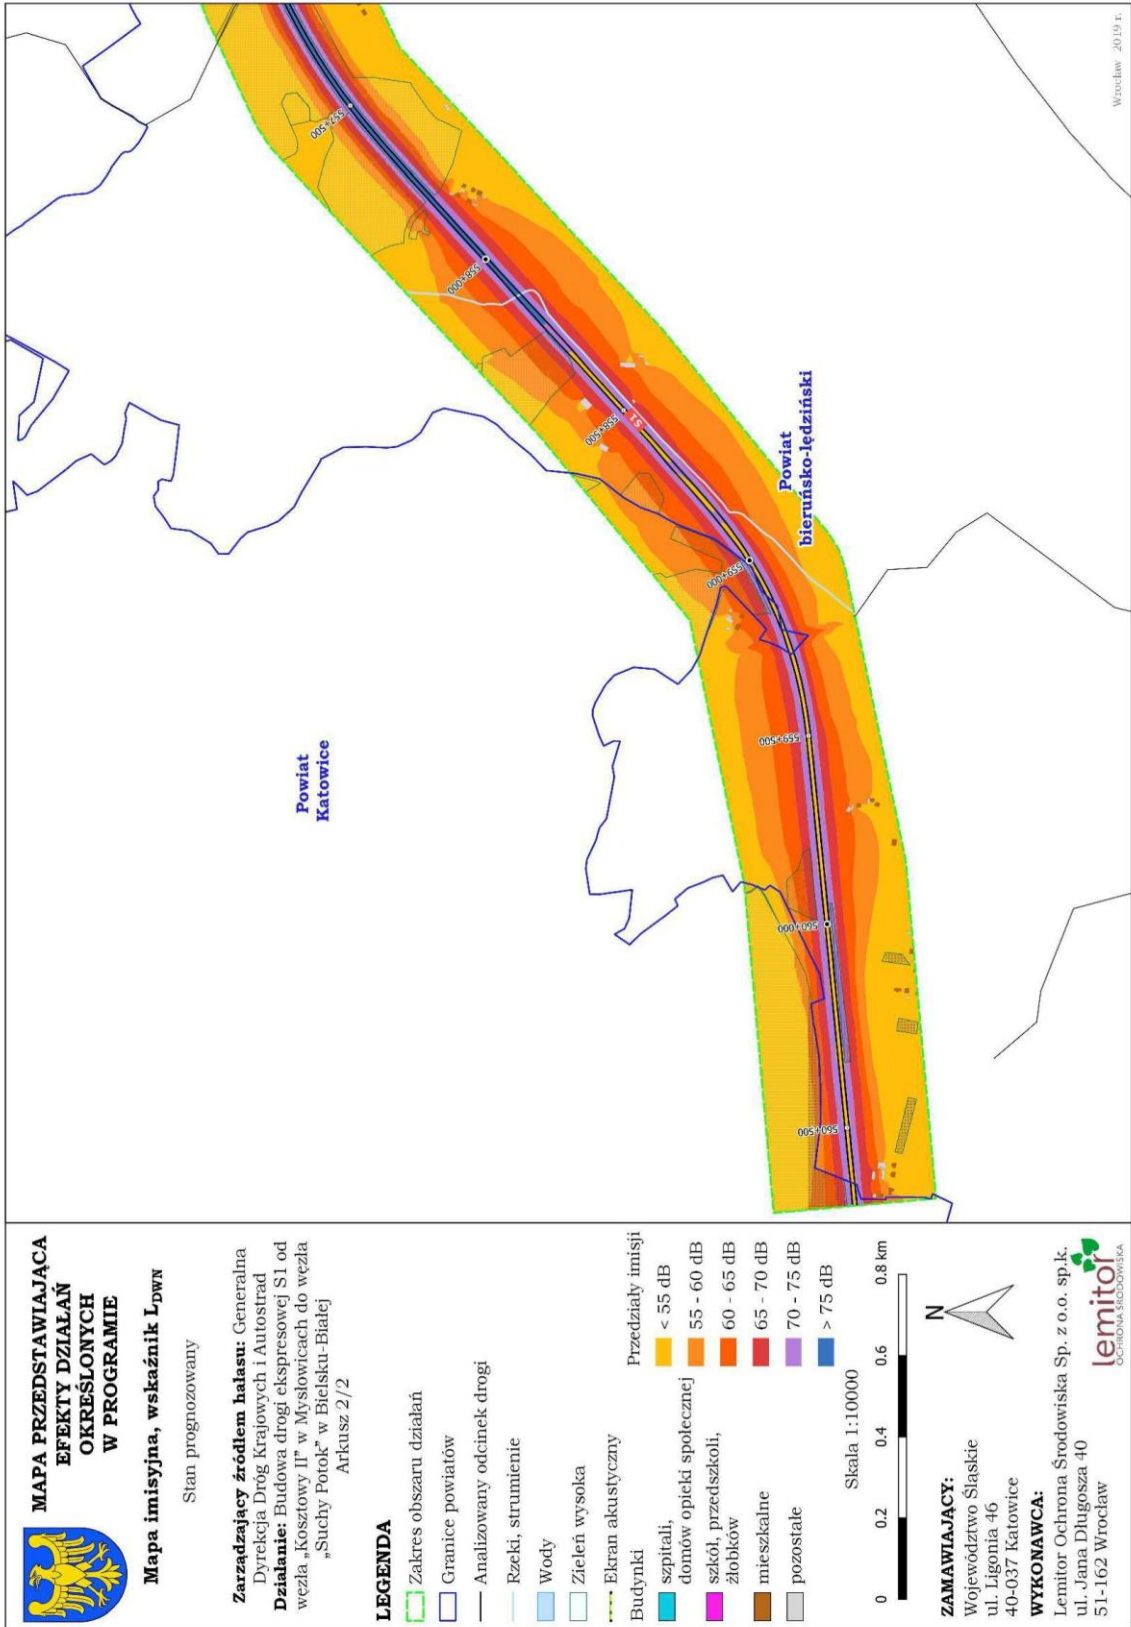 MAPA PRZEDSTAWIAJĄCA
EFEKTY DZIAŁAŃ
OKREŚLONYCH
W PROGRAMIE
Mapa imisyjna, wskaźnik LDWN
Stan prognozowany
Zarządzający źródłem hałasu: Generalna
Dyrekcja Dróg Krajowych i Autostrad
Działanie: Budowa drogi ekspresowej S1 od
węzła „Kosztowy II" w Mysłowicach do węzła
„Suchy Potok" w Bielsku-Białej
Arkusz 2/2
LEGENDA
Zakres obszaru działań
Granice powiatów
Analizowany odcinek drogi
Rzeki, strumienie
Wody
Zieleń wysoka
Ekran akustyczny
Budynki
szpitali,
domów opieki społecznej
szkół, przedszkoli,
żłobków
mieszkalne
pozostałe
Przedziały imisji
< 55 dB
55 - 60 dB
60 - 65 dB
65 - 70 dB
70 - 75 dB
> 75 dB
Skala 1:10000
0
0.2
0.4
0.6
0.8 km
N
ZAMAWIAJĄCY:
Województwo Śląskie
ul. Ligonia 46
40-037 Katowice
WYKONAWCA:
Lemitor Ochrona Środowiska Sp. z o.o. sp.k.
ul. Jana Długosza 40
51-162 Wrocław
lemitor
OCHRONA ŚRODOWISKA
Powiat
Katowice
Powiat
bieruńsko-lędziński
557+500
558+000
558+500
S1
559+000
559+500
560+000
560+500
Wrocław 2019 r.